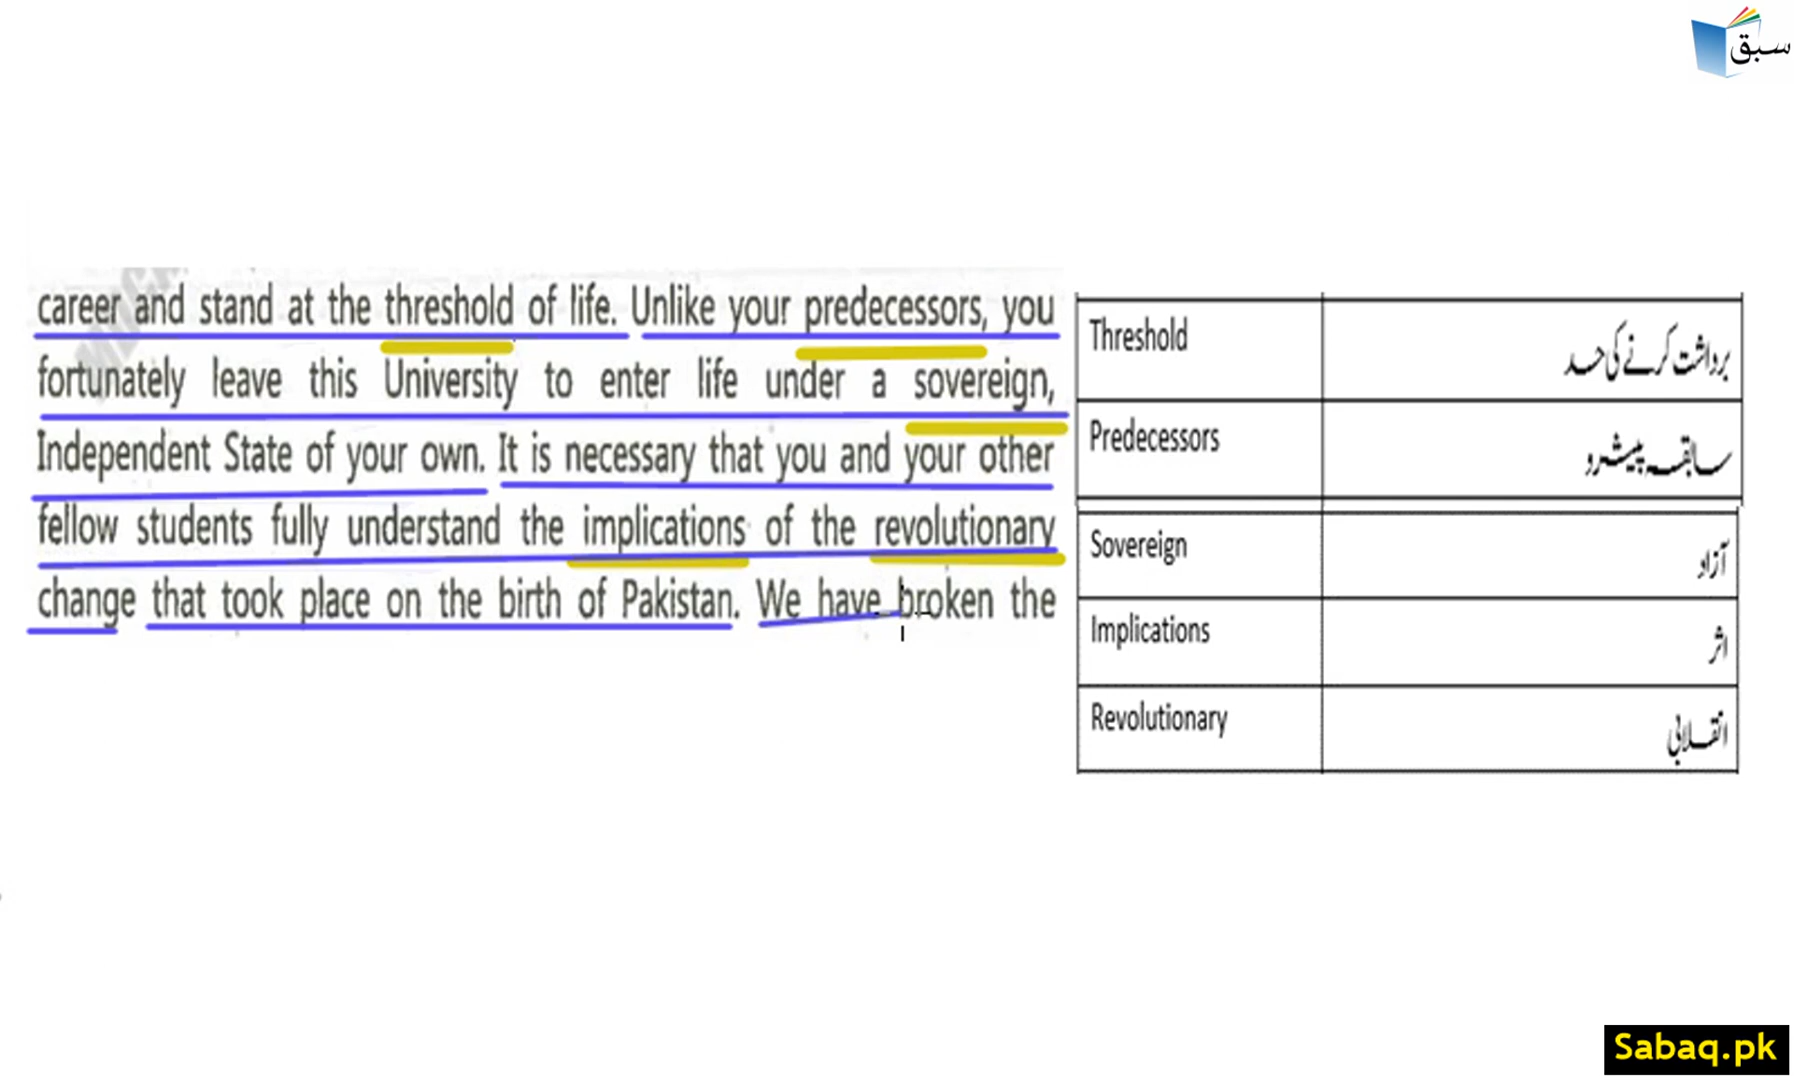 سبق
career and stand at the threshold of life. Unlike your predecessors, you
fortunately leave this University to enter life under a sovereign,
Independent State of your own. It is necessary that you and your other
fellow students fully understand the implications of the revolutionary
change that took place on the birth of Pakistan. We have broken the
Threshold برداشت کرنے کی حد
Predecessors سابقہ پیشرو
Sovereign آزاد
Implications اثر
Revolutionary انقلابی
Sabaq.pk